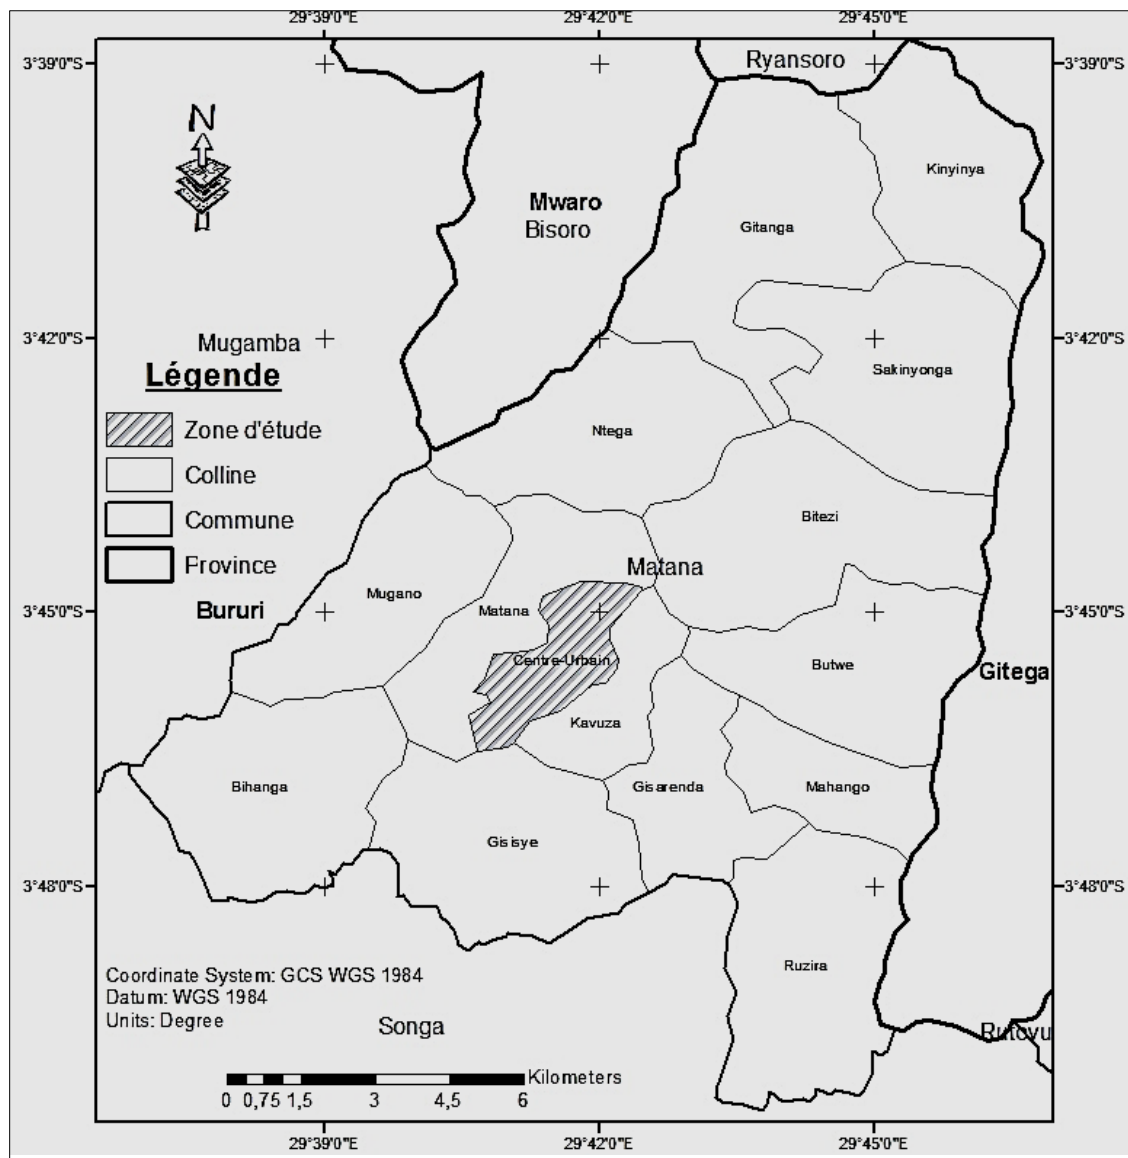 29°39'0"E 29°42'0"E 29°45'0"E
3°39'0"S
3°39'0"S
Ryansoro
N
Kinyinya
Mwaro
Bisoro
Gitanga
3°42'0"S
3°42'0"S
Mugamba
Sakinyonga
Légende
Zone d'étude
Colline
Commune
Province
Ntega
Bitezi
Matana
Mugano
Matana
3°45'0"S
3°45'0"S
Bururi
Centre-Urbain
Butwe
Gitega
Kavuza
Bihanga
Gisarenda
Mahango
Gisisye
3°48'0"S
3°48'0"S
Ruzira
Coordinate System: GCS WGS 1984
Datum: WGS 1984
Units: Degree
Songa
Rutovu
Kilometers
0 0,75 1,5 3 4,5 6
29°39'0"E 29°42'0"E 29°45'0"E